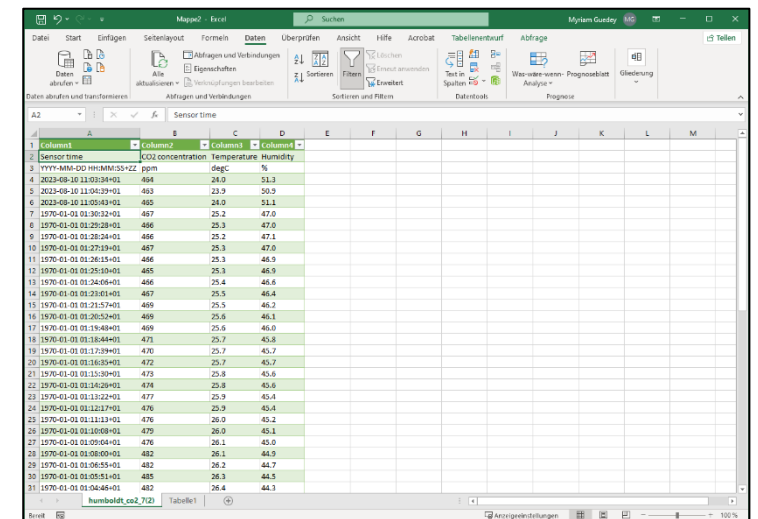 Mappe2 - Excel
Suchen
Myriam Guedey MG
Datei Start Einfügen Seitenlayout Formeln Daten Überprüfen Ansicht Hilfe Acrobat Tabellenentwurf Abfrage Teilen
Daten abrufen
Alle aktualisieren
Abfragen und Verbindungen
Eigenschaften
Verknüpfungen bearbeiten
Sortieren
Filtern
Löschen
Erneut anwenden
Erweitert
Text in Spalten
Was-wäre-wenn-Analyse
Prognoseblatt
Gliederung
Daten abrufen und transformieren Abfragen und Verbindungen Sortieren und Filtern Datentools Prognose
A2 fx Sensor time
A B C D E F G H I J K L M
1 Column1 Column2 Column3 Column4
2 Sensor time CO2 concentration Temperature Humidity
3 YYYY-MM-DD HH:MM:SS+ZZ ppm degC %
4 2023-08-10 11:03:34+01 464 24.0 51.3
5 2023-08-10 11:04:39+01 463 23.9 50.9
6 2023-08-10 11:05:43+01 465 24.0 51.1
7 1970-01-01 01:30:32+01 467 25.2 47.0
8 1970-01-01 01:29:28+01 466 25.3 47.0
9 1970-01-01 01:28:24+01 466 25.2 47.1
10 1970-01-01 01:27:19+01 467 25.3 47.0
11 1970-01-01 01:26:15+01 466 25.3 46.9
12 1970-01-01 01:25:10+01 465 25.3 46.9
13 1970-01-01 01:24:06+01 466 25.4 46.6
14 1970-01-01 01:23:01+01 467 25.5 46.4
15 1970-01-01 01:21:57+01 469 25.5 46.2
16 1970-01-01 01:20:52+01 469 25.6 46.1
17 1970-01-01 01:19:48+01 469 25.6 46.0
18 1970-01-01 01:18:44+01 471 25.7 45.8
19 1970-01-01 01:17:39+01 470 25.7 45.7
20 1970-01-01 01:16:35+01 472 25.7 45.7
21 1970-01-01 01:15:30+01 473 25.8 45.6
22 1970-01-01 01:14:26+01 474 25.8 45.6
23 1970-01-01 01:13:22+01 477 25.9 45.4
24 1970-01-01 01:12:17+01 476 25.9 45.4
25 1970-01-01 01:11:13+01 476 26.0 45.2
26 1970-01-01 01:10:08+01 479 26.0 45.1
27 1970-01-01 01:09:04+01 476 26.1 45.0
28 1970-01-01 01:08:00+01 482 26.1 44.9
29 1970-01-01 01:06:55+01 482 26.2 44.7
30 1970-01-01 01:05:51+01 485 26.3 44.5
31 1970-01-01 01:04:46+01 482 26.4 44.3
humboldt_co2_7(2) Tabelle1
Bereit Anzeigeeinstellungen 100 %